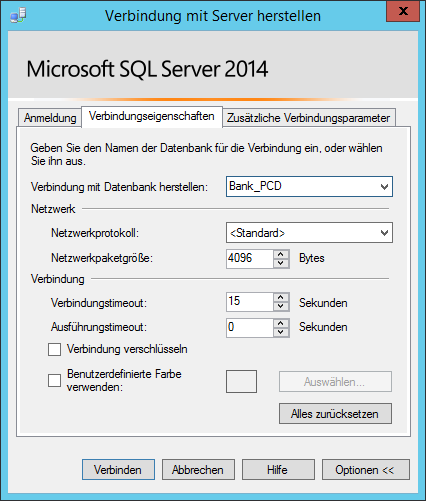 Verbindung mit Server herstellen
x
Microsoft SQL Server 2014
Anmeldung Verbindungseigenschaften Zusätzliche Verbindungsparameter
Geben Sie den Namen der Datenbank für die Verbindung ein, oder wählen
Sie ihn aus.
Verbindung mit Datenbank herstellen: Bank_PCD
Netzwerk
Netzwerkprotokoll: <Standard>
Netzwerkpaketgröße: 4096 Bytes
Verbindung
Verbindungstimeout: 15 Sekunden
Ausführungstimeout: 0 Sekunden
Verbindung verschlüsseln
Benutzerdefinierte Farbe
verwenden:
Auswählen...
Alles zurücksetzen
Verbinden Abbrechen Hilfe Optionen <<